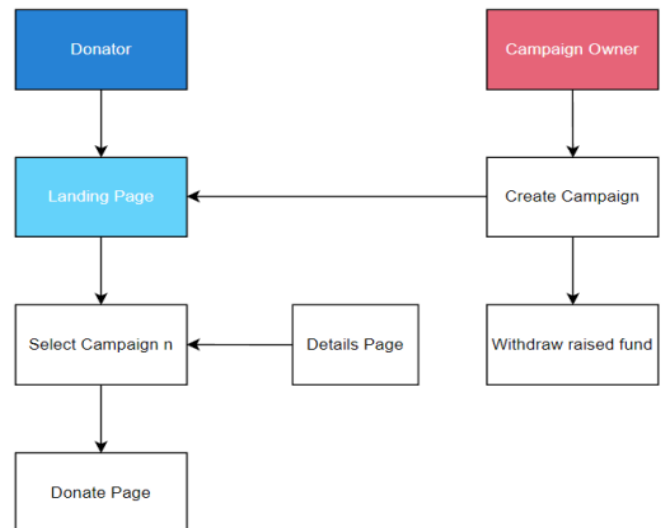 Donator
Campaign Owner
Landing Page
Create Campaign
Select Campaign n
Details Page
Withdraw raised fund
Donate Page